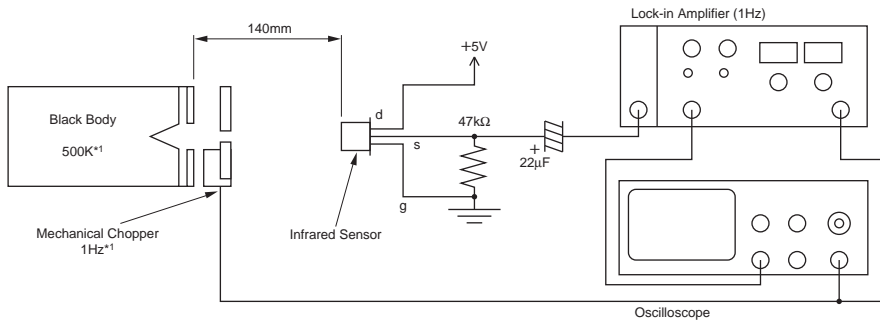 Lock-in Amplifier (1Hz)
140mm
+5V
Black Body
500K*1
d
s
g
47kΩ
+
22μF
Mechanical Chopper
1Hz*1
Infrared Sensor
Oscilloscope